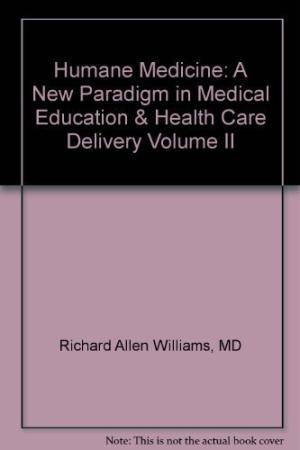 Humane Medicine: A
New Paradigm in Medical
Education & Health Care
Delivery Volume II
Richard Allen Williams, MD
Note: This is not the actual book cover